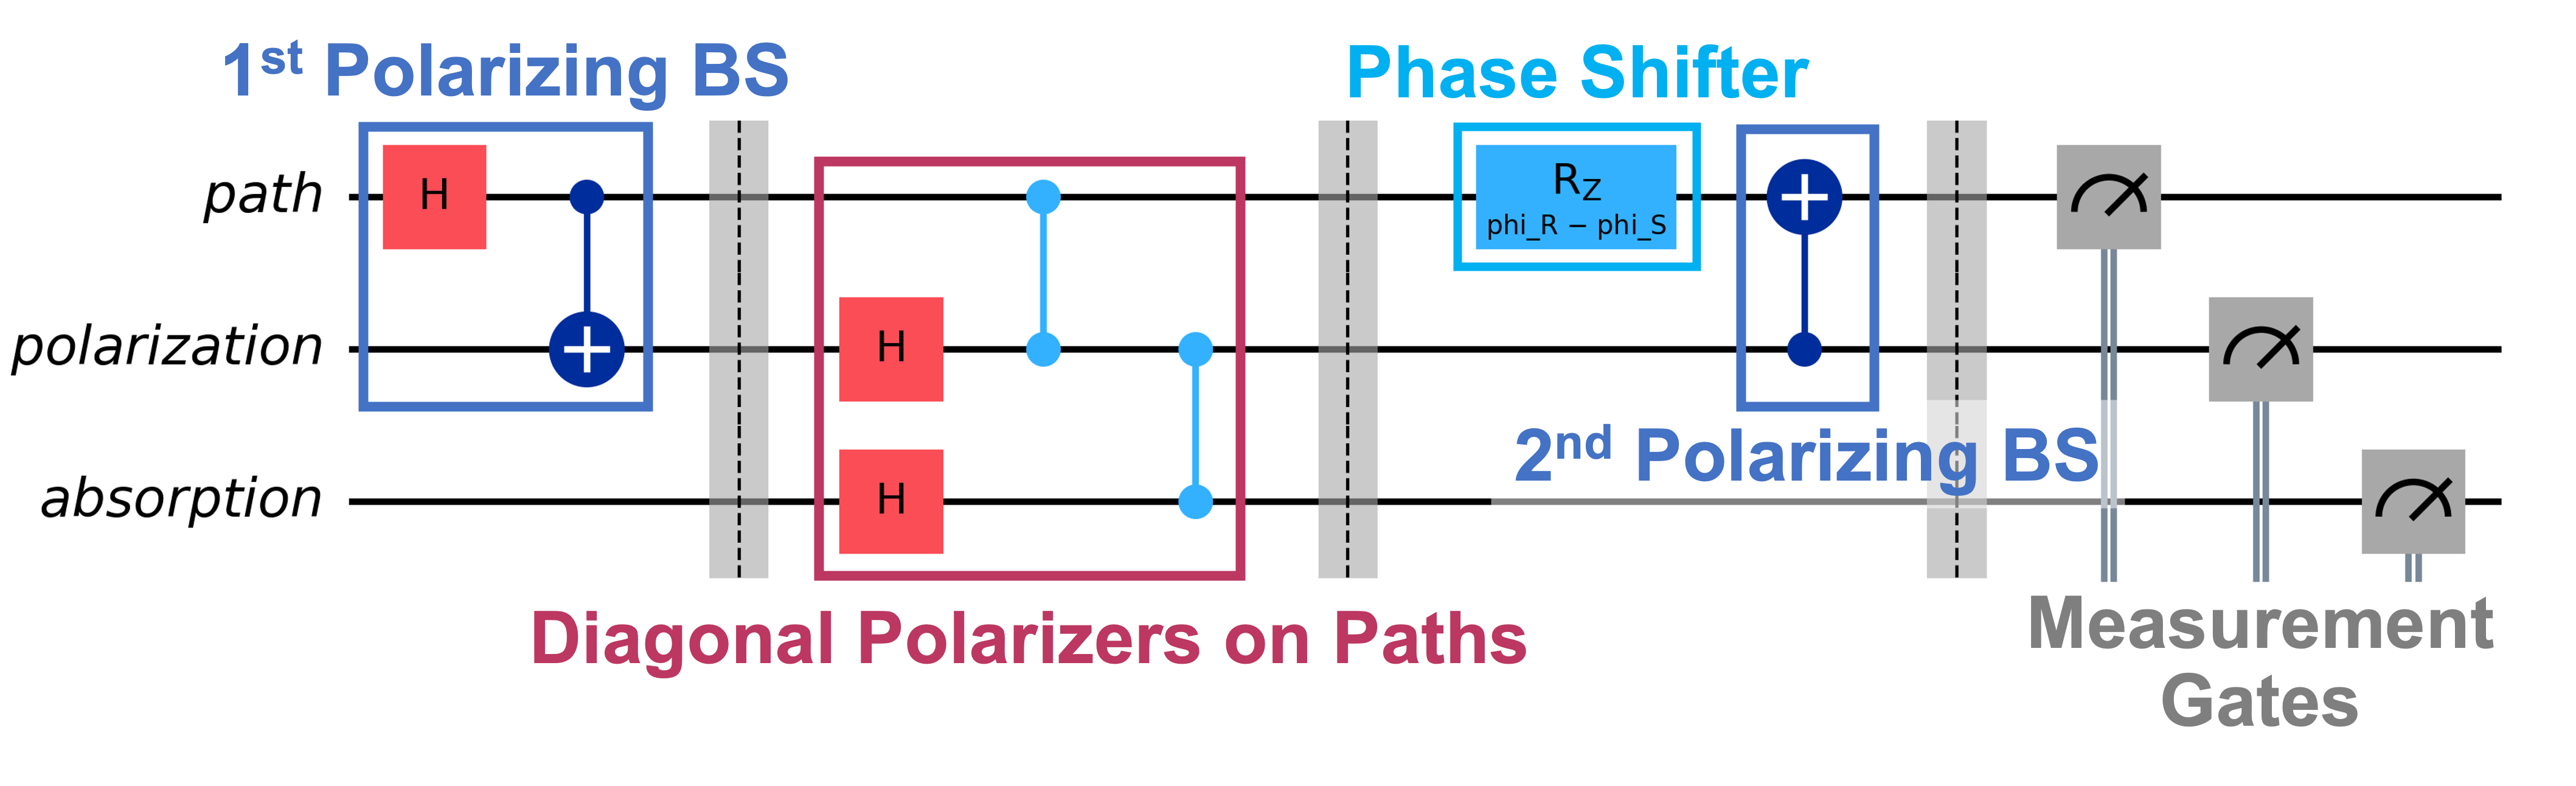 1st Polarizing BS
Phase Shifter
path
H
RZ
phi_R − phi_S
polarization
H
2nd Polarizing BS
absorption
H
Diagonal Polarizers on Paths
Measurement
Gates